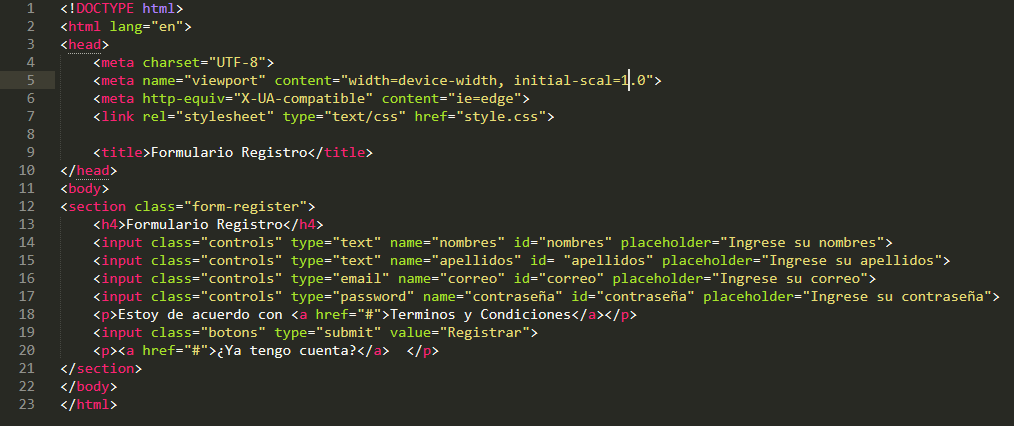 1 <!DOCTYPE html>
2 <html lang="en">
3 <head>
4 <meta charset="UTF-8">
5 <meta name="viewport" content="width=device-width, initial-scal=1.0">
6 <meta http-equiv="X-UA-compatible" content="ie=edge">
7 <link rel="stylesheet" type="text/css" href="style.css">
8
9 <title>Formulario Registro</title>
10 </head>
11 <body>
12 <section class="form-register">
13 <h4>Formulario Registro</h4>
14 <input class="controls" type="text" name="nombres" id="nombres" placeholder="Ingrese su nombres">
15 <input class="controls" type="text" name="apellidos" id= "apellidos" placeholder="Ingrese su apellidos">
16 <input class="controls" type="email" name="correo" id="correo" placeholder="Ingrese su correo">
17 <input class="controls" type="password" name="contraseña" id="contraseña" placeholder="Ingrese su contraseña">
18 <p>Estoy de acuerdo con <a href="#">Terminos y Condiciones</a></p>
19 <input class="botons" type="submit" value="Registrar">
20 <p><a href="#">¿Ya tengo cuenta?</a>  </p>
21 </section>
22 </body>
23 </html>